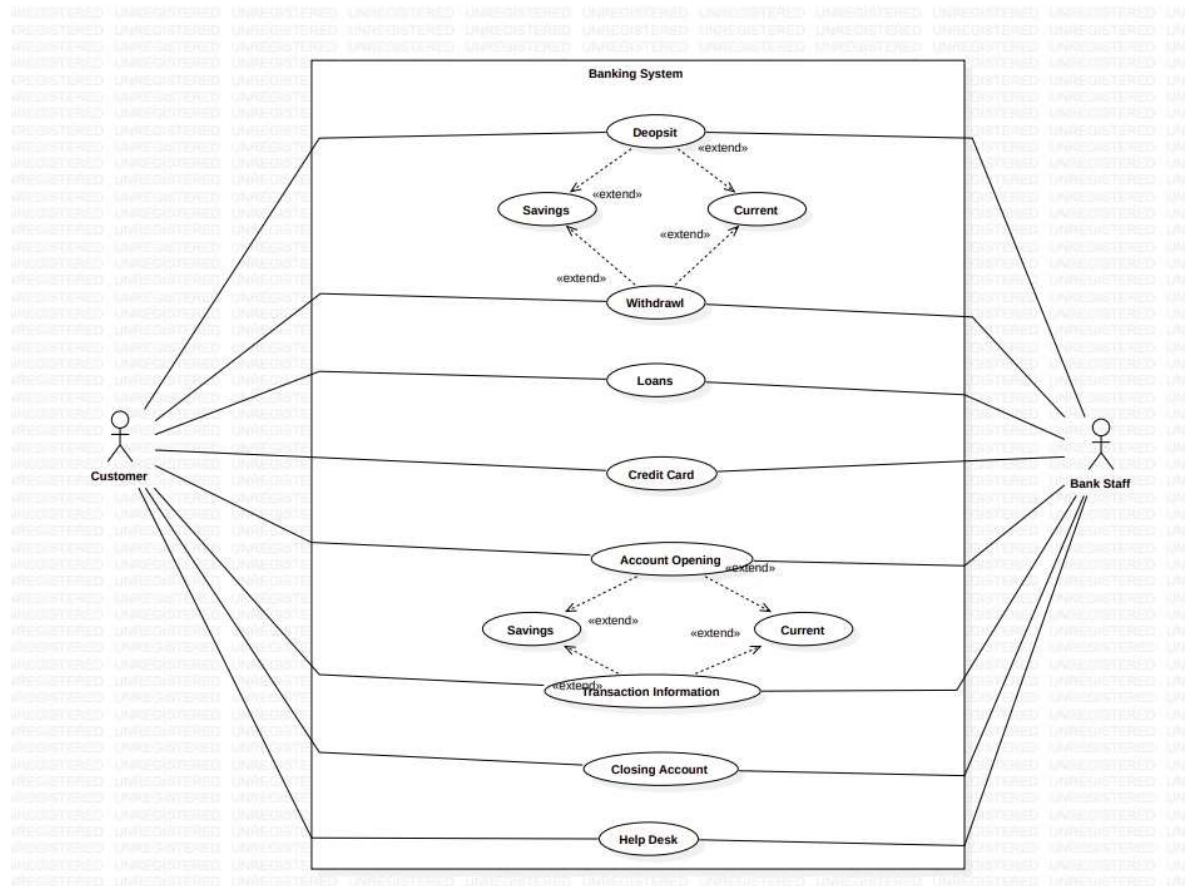 Banking System
Deopsit
«extend»
«extend»
Savings
Current
«extend»
«extend»
Withdrawl
Loans
Customer
Credit Card
Bank Staff
Account Opening
«extend»
«extend»
Savings
Current
«extend»
«extend»
Transaction Information
Closing Account
Help Desk
UNREGISTERED